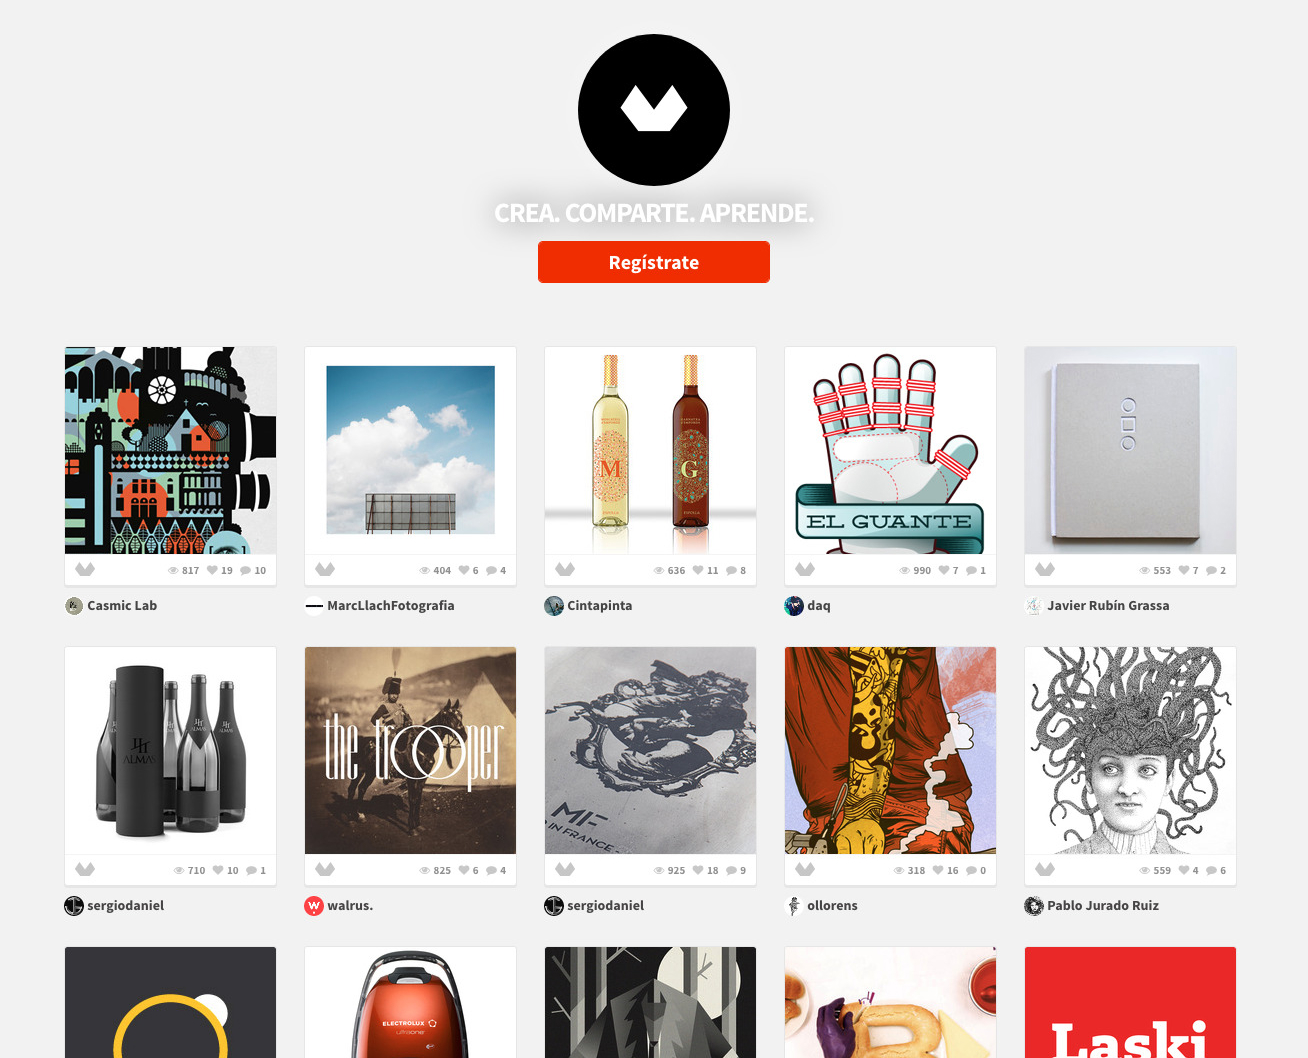 CREA. COMPARTE. APRENDE.
Regístrate
M
G
EL GUANTE
817 19 10
404 6 4
636 11 8
990 7 1
553 7 2
Casmic Lab
MarcLlachFotografia
Cintapinta
daq
Javier Rubín Grassa
ALMAS
ALMAS
the trooper
MF
IN FRANCE
710 10 1
825 6 4
925 18 9
318 16 0
559 4 6
sergiodaniel
walrus.
sergiodaniel
ollorens
Pablo Jurado Ruiz
ELECTROLUX
ultraone
B
Laski